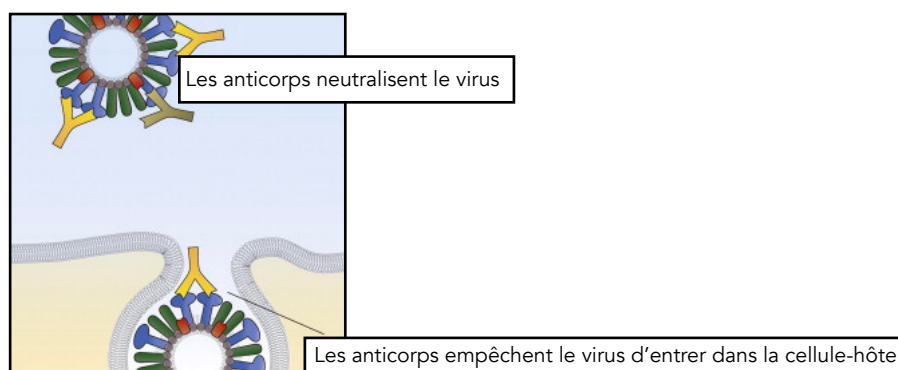 Les anticorps neutralisent le virus
Les anticorps empêchent le virus d'entrer dans la cellule-hôte